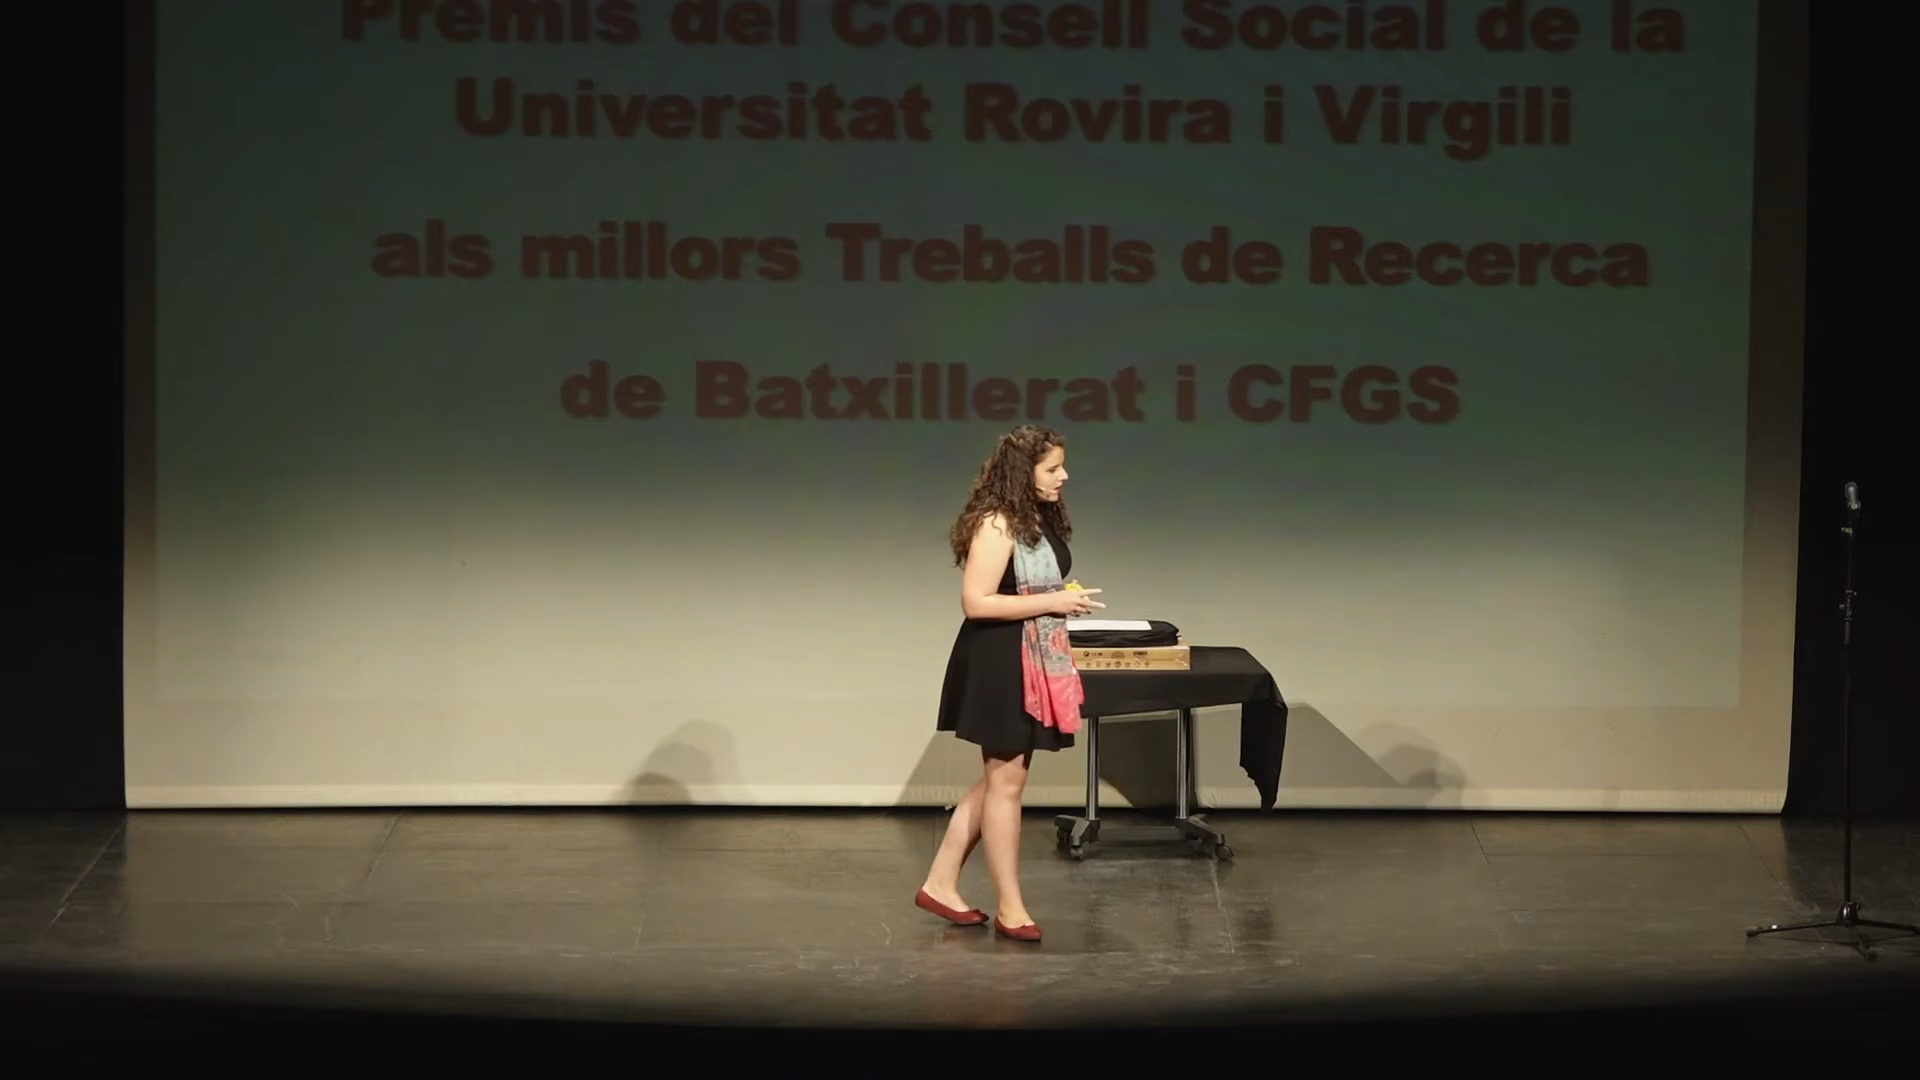 Premis del Consell Social de la
Universitat Rovira i Virgili
als millors Treballs de Recerca
de Batxillerat i CFGS